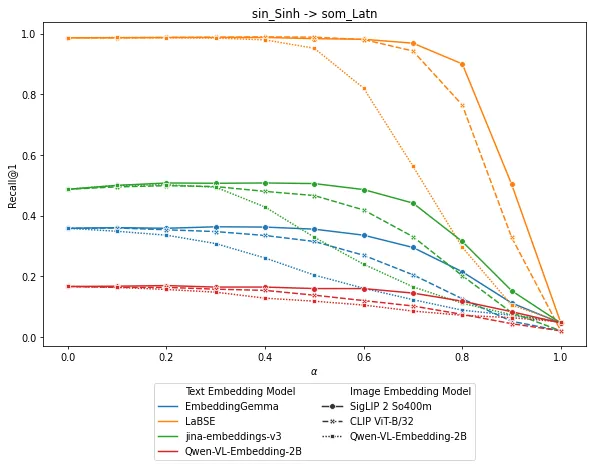 sin_Sinh -> som_Latn
Recall@1
1.0
0.8
0.6
0.4
0.2
0.0
0.0 0.2 0.4 0.6 0.8 1.0
α
Text Embedding Model Image Embedding Model
EmbeddingGemma SigLIP 2 So400m
LaBSE CLIP ViT-B/32
jina-embeddings-v3 Qwen-VL-Embedding-2B
Qwen-VL-Embedding-2B